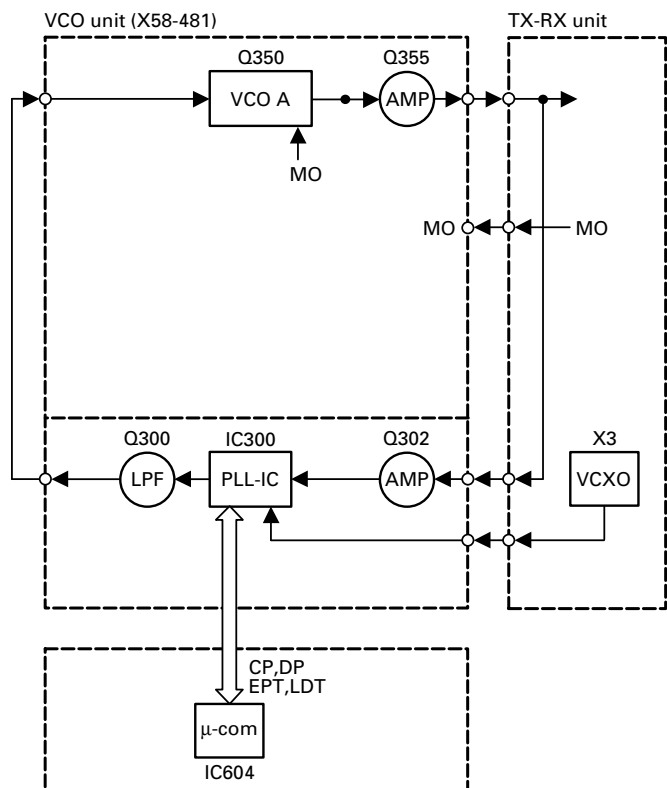 VCO unit (X58-481)
TX-RX unit
Q350
Q355
VCO A
AMP
MO
MO
MO
Q300
IC300
Q302
X3
LPF
PLL-IC
AMP
VCXO
CP,DP
EPT,LDT
μ-com
IC604